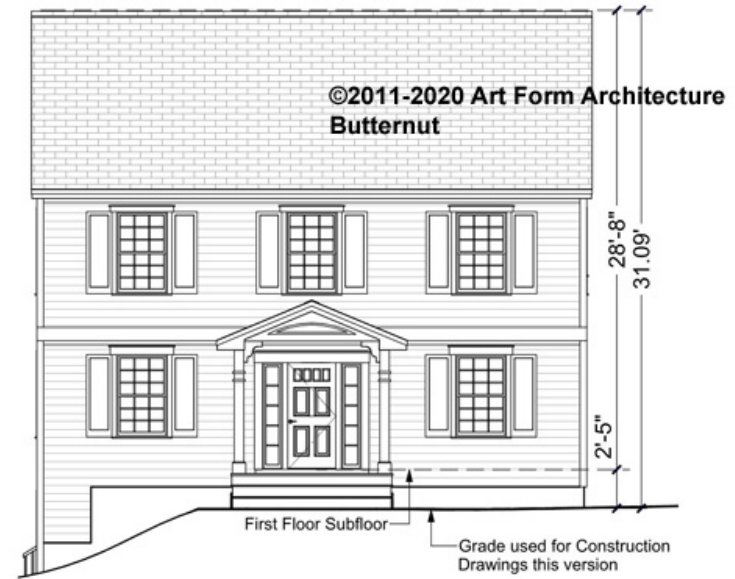 ©2011-2020 Art Form Architecture
Butternut
28'-8"
31.09'
2'-5"
First Floor Subfloor
Grade used for Construction
Drawings this version